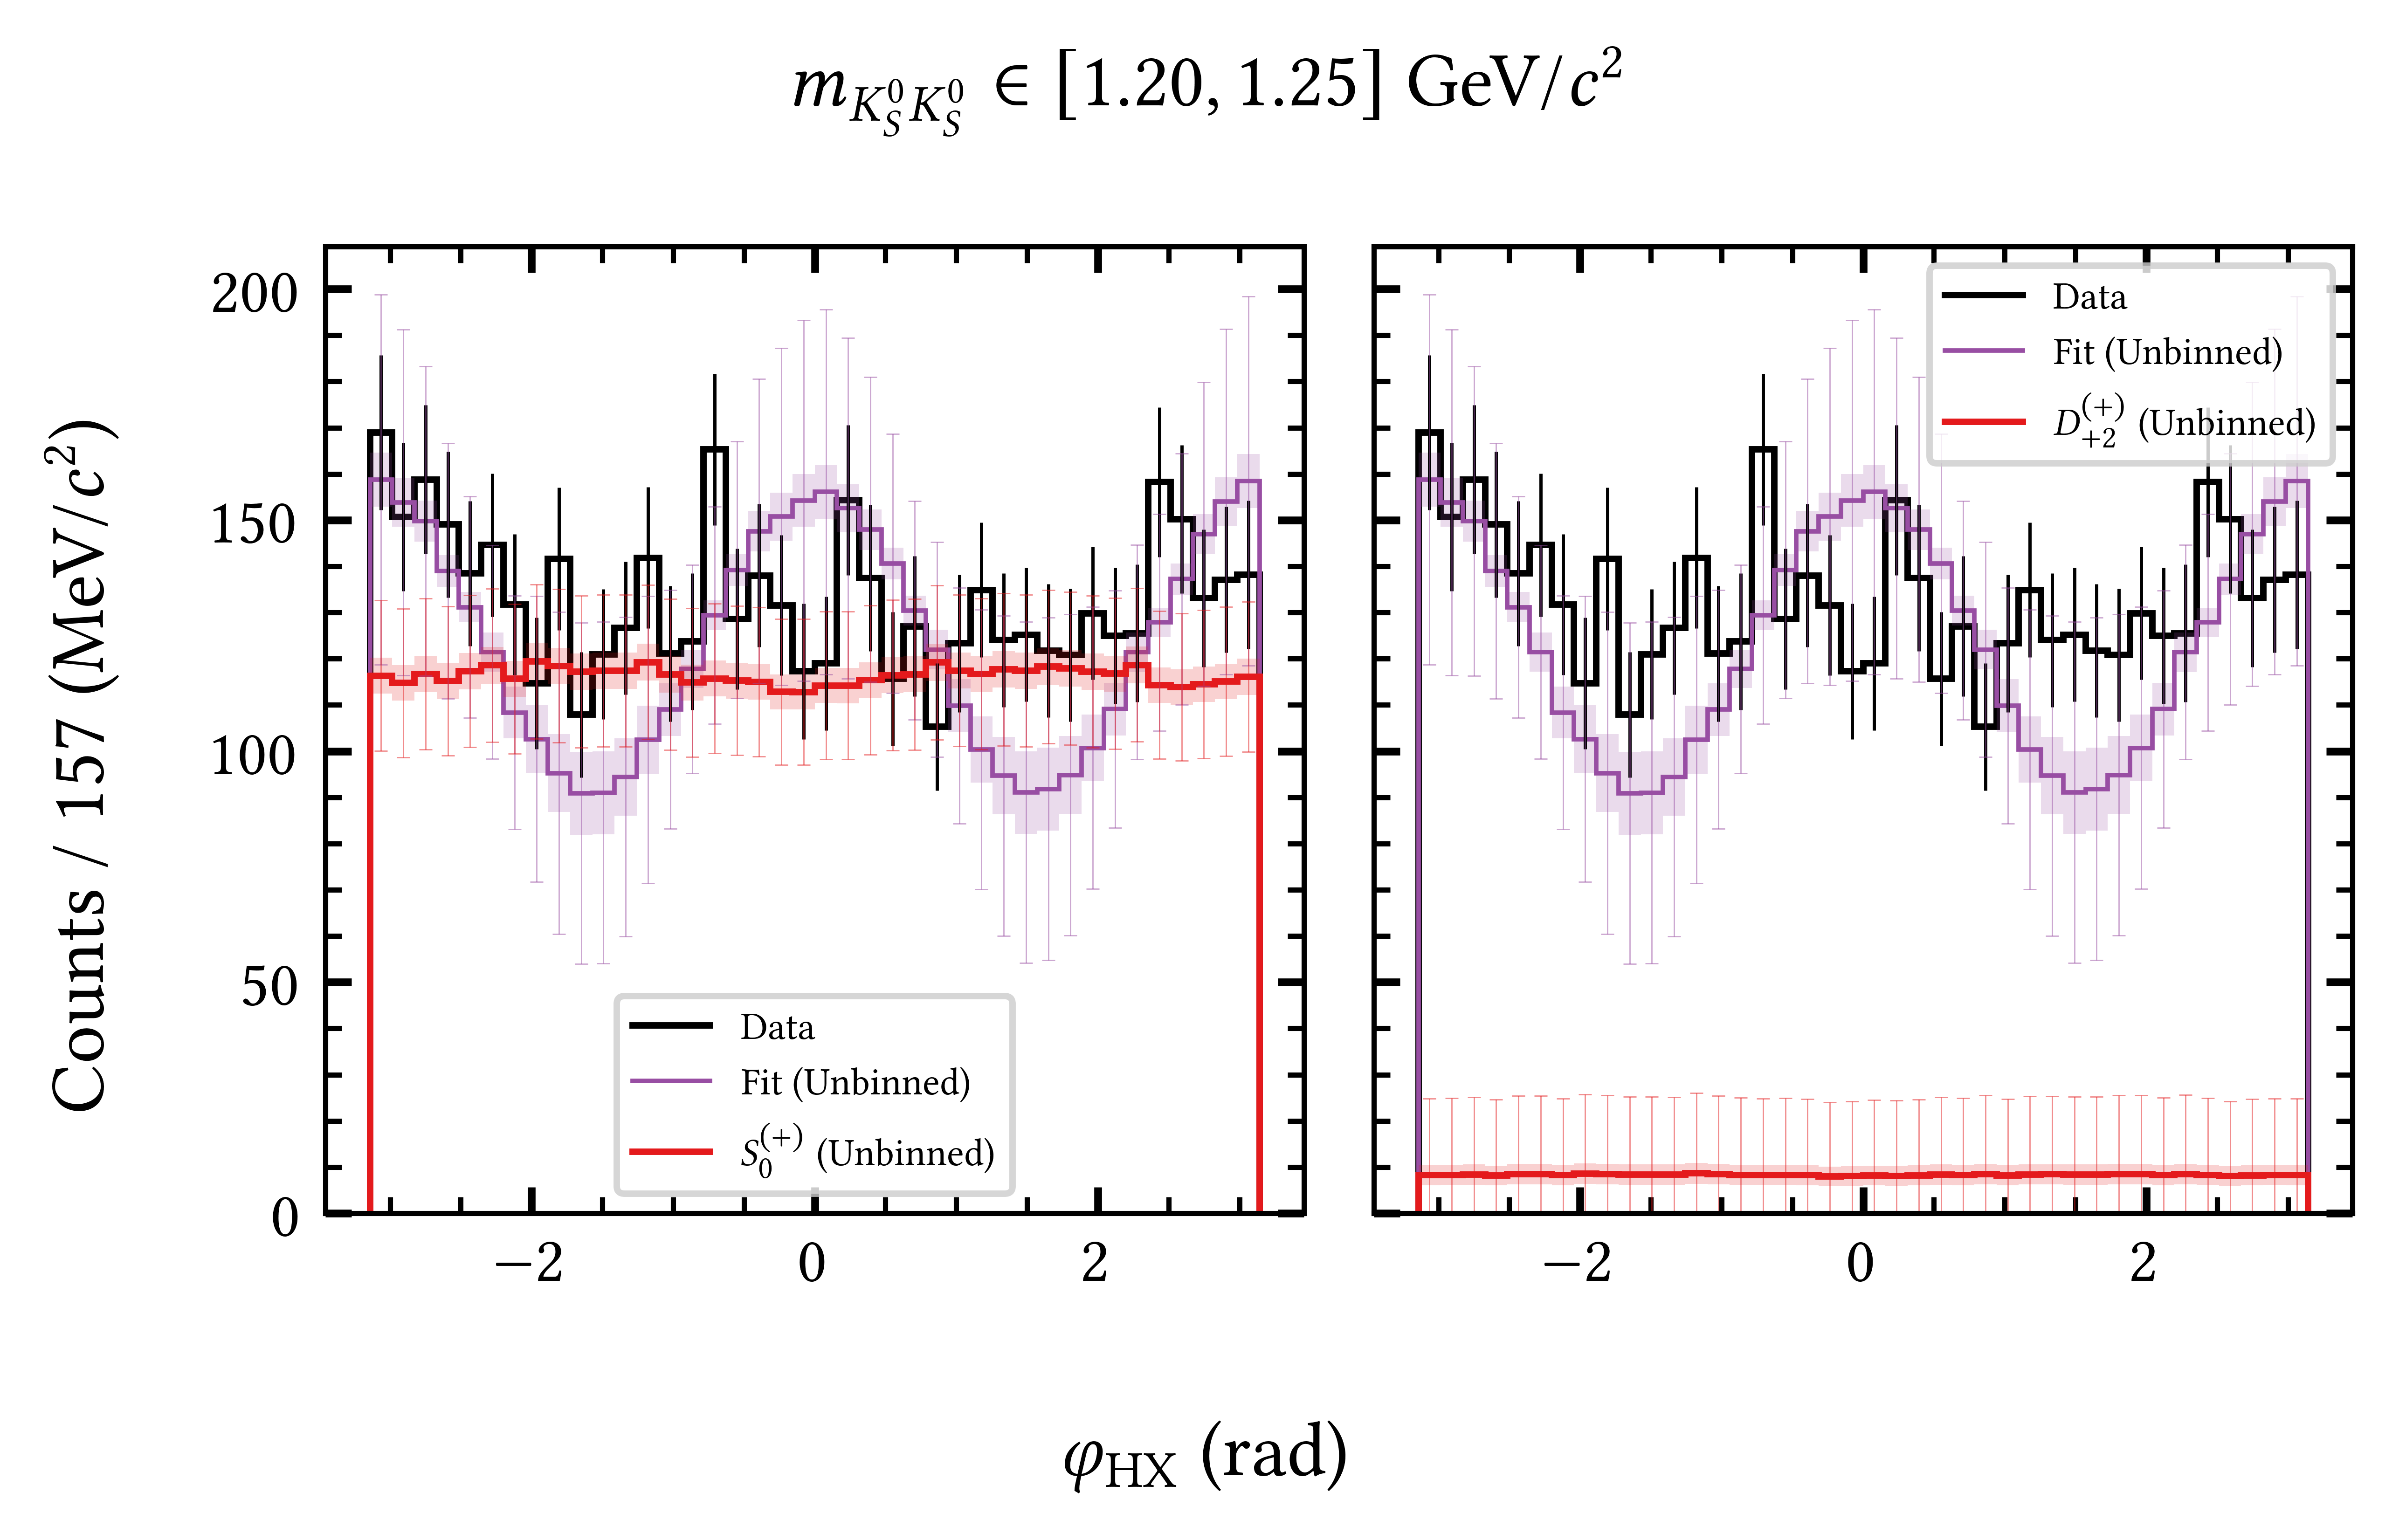 m_{K_S^0 K_S^0} ∈ [1.20, 1.25] GeV/c²
Counts / 157 (MeV/c²)
200
150
100
50
0
Data
Fit (Unbinned)
S_0^{(+)} (Unbinned)
−2
0
2
Data
Fit (Unbinned)
D_{+2}^{(+)} (Unbinned)
−2
0
2
φ_{HX} (rad)